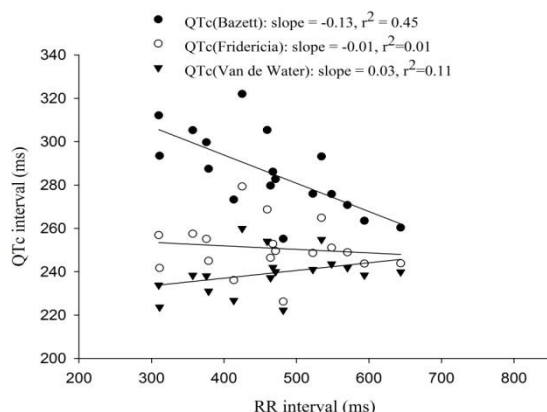 QTc(Bazett): slope = -0.13, r² = 0.45
QTc(Fridericia): slope = -0.01, r²=0.01
QTc(Van de Water): slope = 0.03, r²=0.11
340
320
300
280
260
240
220
200
QTc interval (ms)
200 300 400 500 600 700 800
RR interval (ms)